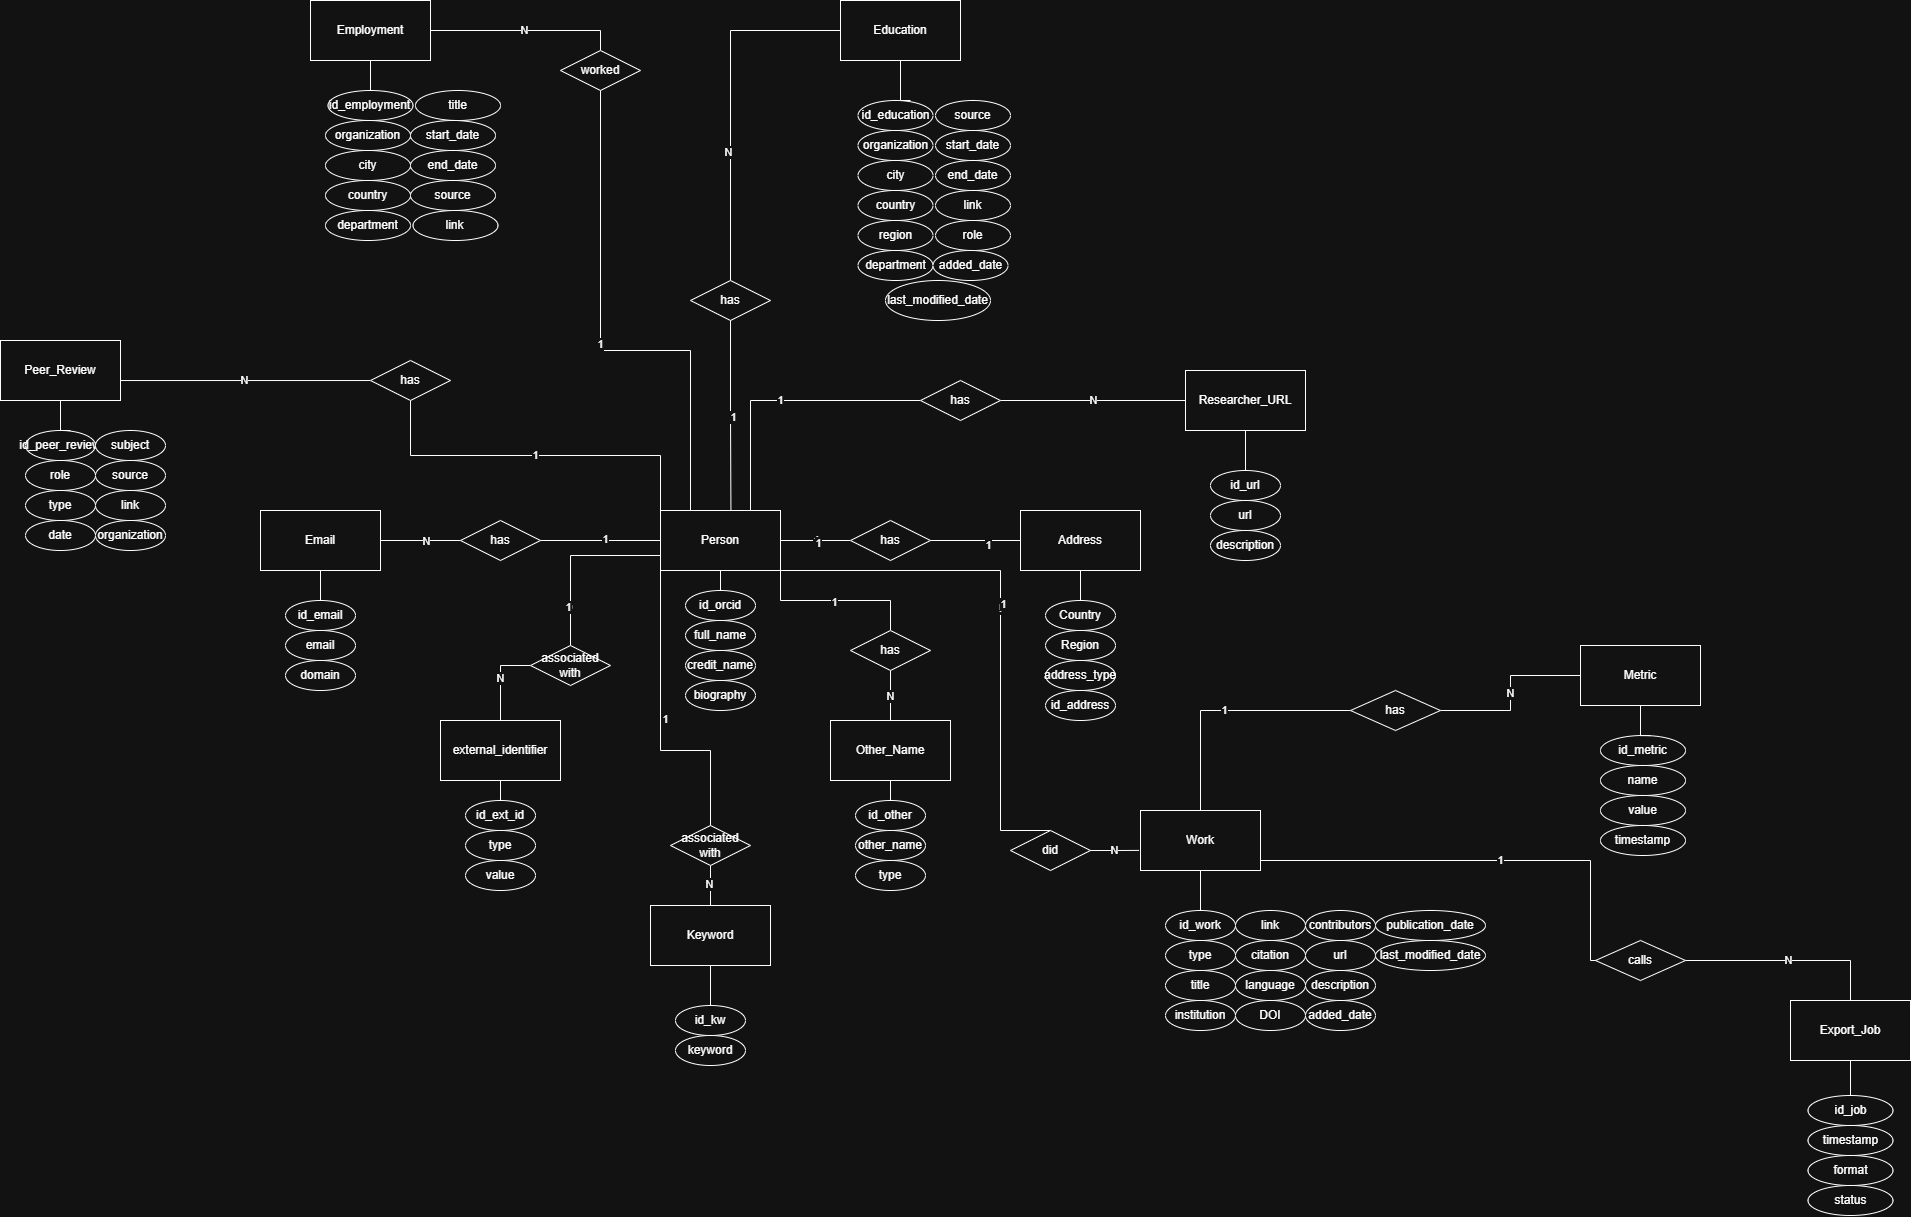 Employment
N
worked
id_employment
title
organization
start_date
city
end_date
country
source
department
link
1
Education
N
id_education
source
organization
start_date
city
end_date
country
link
region
role
department
added_date
last_modified_date
has
1
Peer_Review
N
has
1
id_peer_review
subject
role
source
type
link
date
organization
1
has
N
Researcher_URL
id_url
url
description
Email
N
has
1
Person
1
has
1
Address
id_email
email
domain
id_orcid
full_name
credit_name
biography
Country
Region
address_type
id_address
1
associated
with
N
external_identifier
id_ext_id
type
value
1
has
N
Other_Name
id_other
other_name
type
1
associated
with
N
Keyword
id_kw
keyword
1
did
N
Work
1
has
N
Metric
id_metric
name
value
timestamp
id_work
link
contributors
publication_date
type
citation
url
last_modified_date
title
language
description
institution
DOI
added_date
1
calls
N
Export_Job
id_job
timestamp
format
status